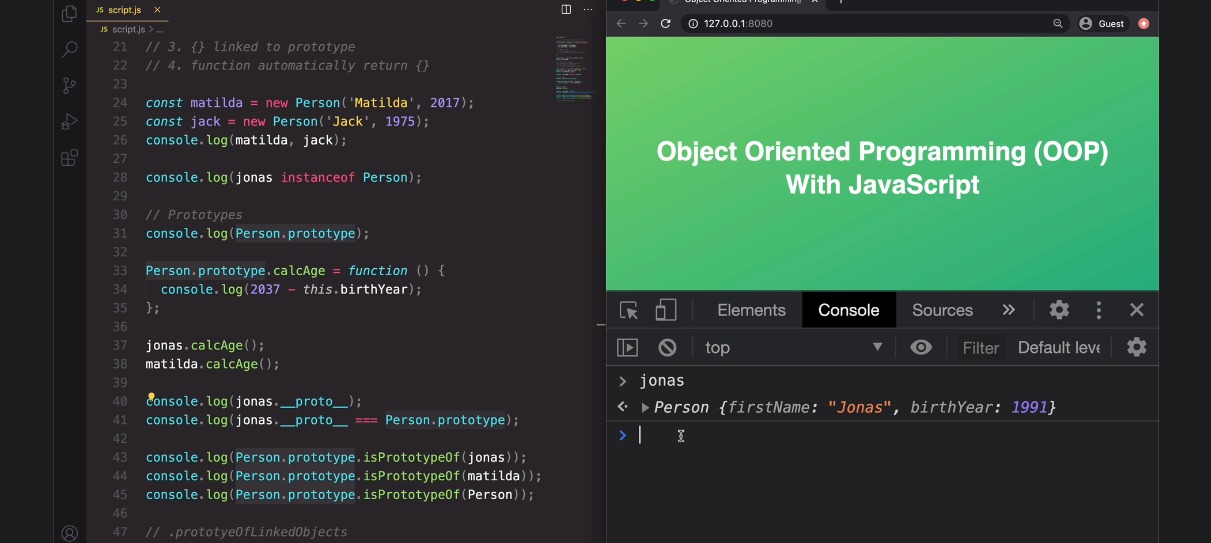 JS script.js ×
JS script.js > ...
21 // 3. {} linked to prototype
22 // 4. function automatically return {}
23
24 const matilda = new Person('Matilda', 2017);
25 const jack = new Person('Jack', 1975);
26 console.log(matilda, jack);
27
28 console.log(jonas instanceof Person);
29
30 // Prototypes
31 console.log(Person.prototype);
32
33 Person.prototype.calcAge = function () {
34 console.log(2037 - this.birthYear);
35 };
36
37 jonas.calcAge();
38 matilda.calcAge();
39
40 console.log(jonas.__proto__);
41 console.log(jonas.__proto__ === Person.prototype);
42
43 console.log(Person.prototype.isPrototypeOf(jonas));
44 console.log(Person.prototype.isPrototypeOf(matilda));
45 console.log(Person.prototype.isPrototypeOf(Person));
46
47 // .prototyeOfLinkedObjects
Object Oriented Programming
127.0.0.1:8080 Guest
Object Oriented Programming (OOP)
With JavaScript
Elements Console Sources »
top Filter Default leve
> jonas
Person {firstName: "Jonas", birthYear: 1991}
>